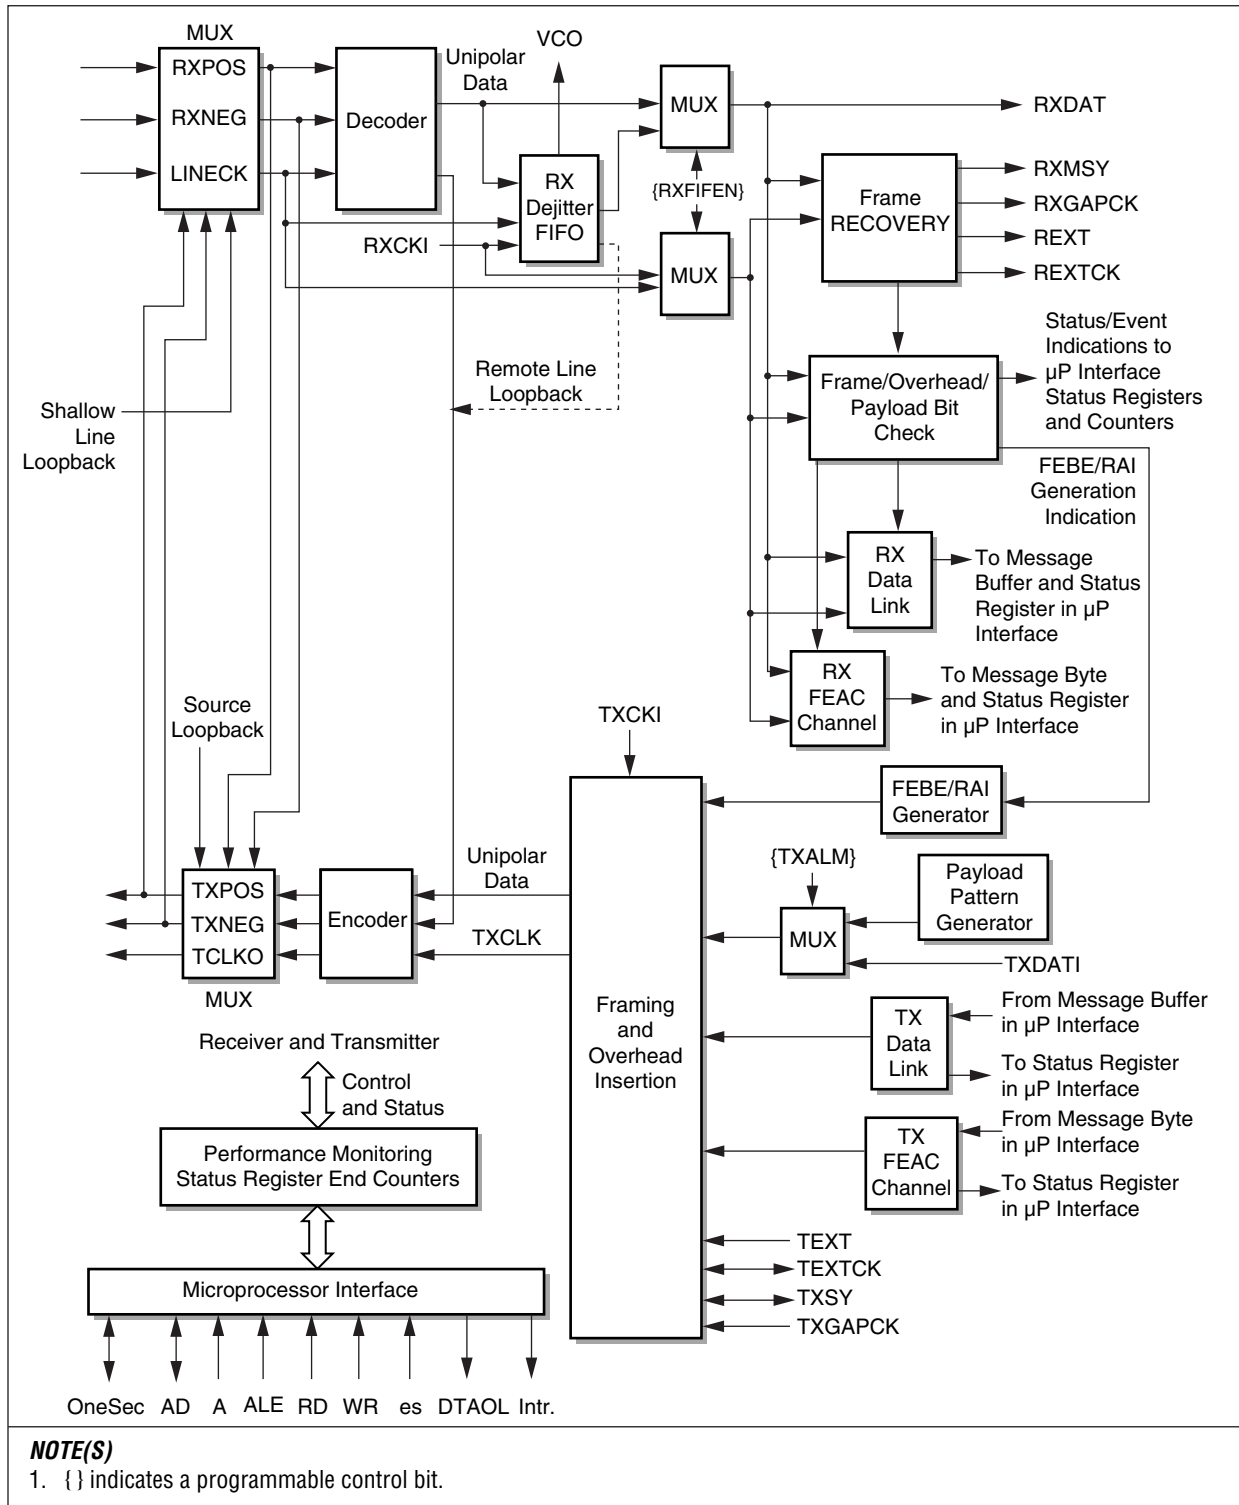 MUX
RXPOS
RXNEG
LINECK
Decoder
Unipolar
Data
VCO
RX
Dejitter
FIFO
RXCKI
MUX
{RXFIFEN}
MUX
RXDAT
Frame
RECOVERY
RXMSY
RXGAPCK
REXT
REXTCK
Shallow
Line
Loopback
Remote Line
Loopback
Frame/Overhead/
Payload Bit
Check
Status/Event
Indications to
µP Interface
Status Registers
and Counters
FEBE/RAI
Generation
Indication
RX
Data
Link
To Message
Buffer and Status
Register in µP
Interface
RX
FEAC
Channel
To Message Byte
and Status Register
in µP Interface
Source
Loopback
TXCKI
FEBE/RAI
Generator
TXPOS
TXNEG
TCLKO
MUX
Encoder
Unipolar
Data
TXCLK
Framing
and
Overhead
Insertion
{TXALM}
MUX
Payload
Pattern
Generator
TXDATI
TX
Data
Link
From Message Buffer
in µP Interface
To Status Register
in µP Interface
TX
FEAC
Channel
From Message Byte
in µP Interface
To Status Register
in µP Interface
TEXT
TEXTCK
TXSY
TXGAPCK
Receiver and Transmitter
Control
and Status
Performance Monitoring
Status Register End Counters
Microprocessor Interface
OneSec AD A ALE RD WR es DTAOL Intr.
NOTE(S)
1. { } indicates a programmable control bit.